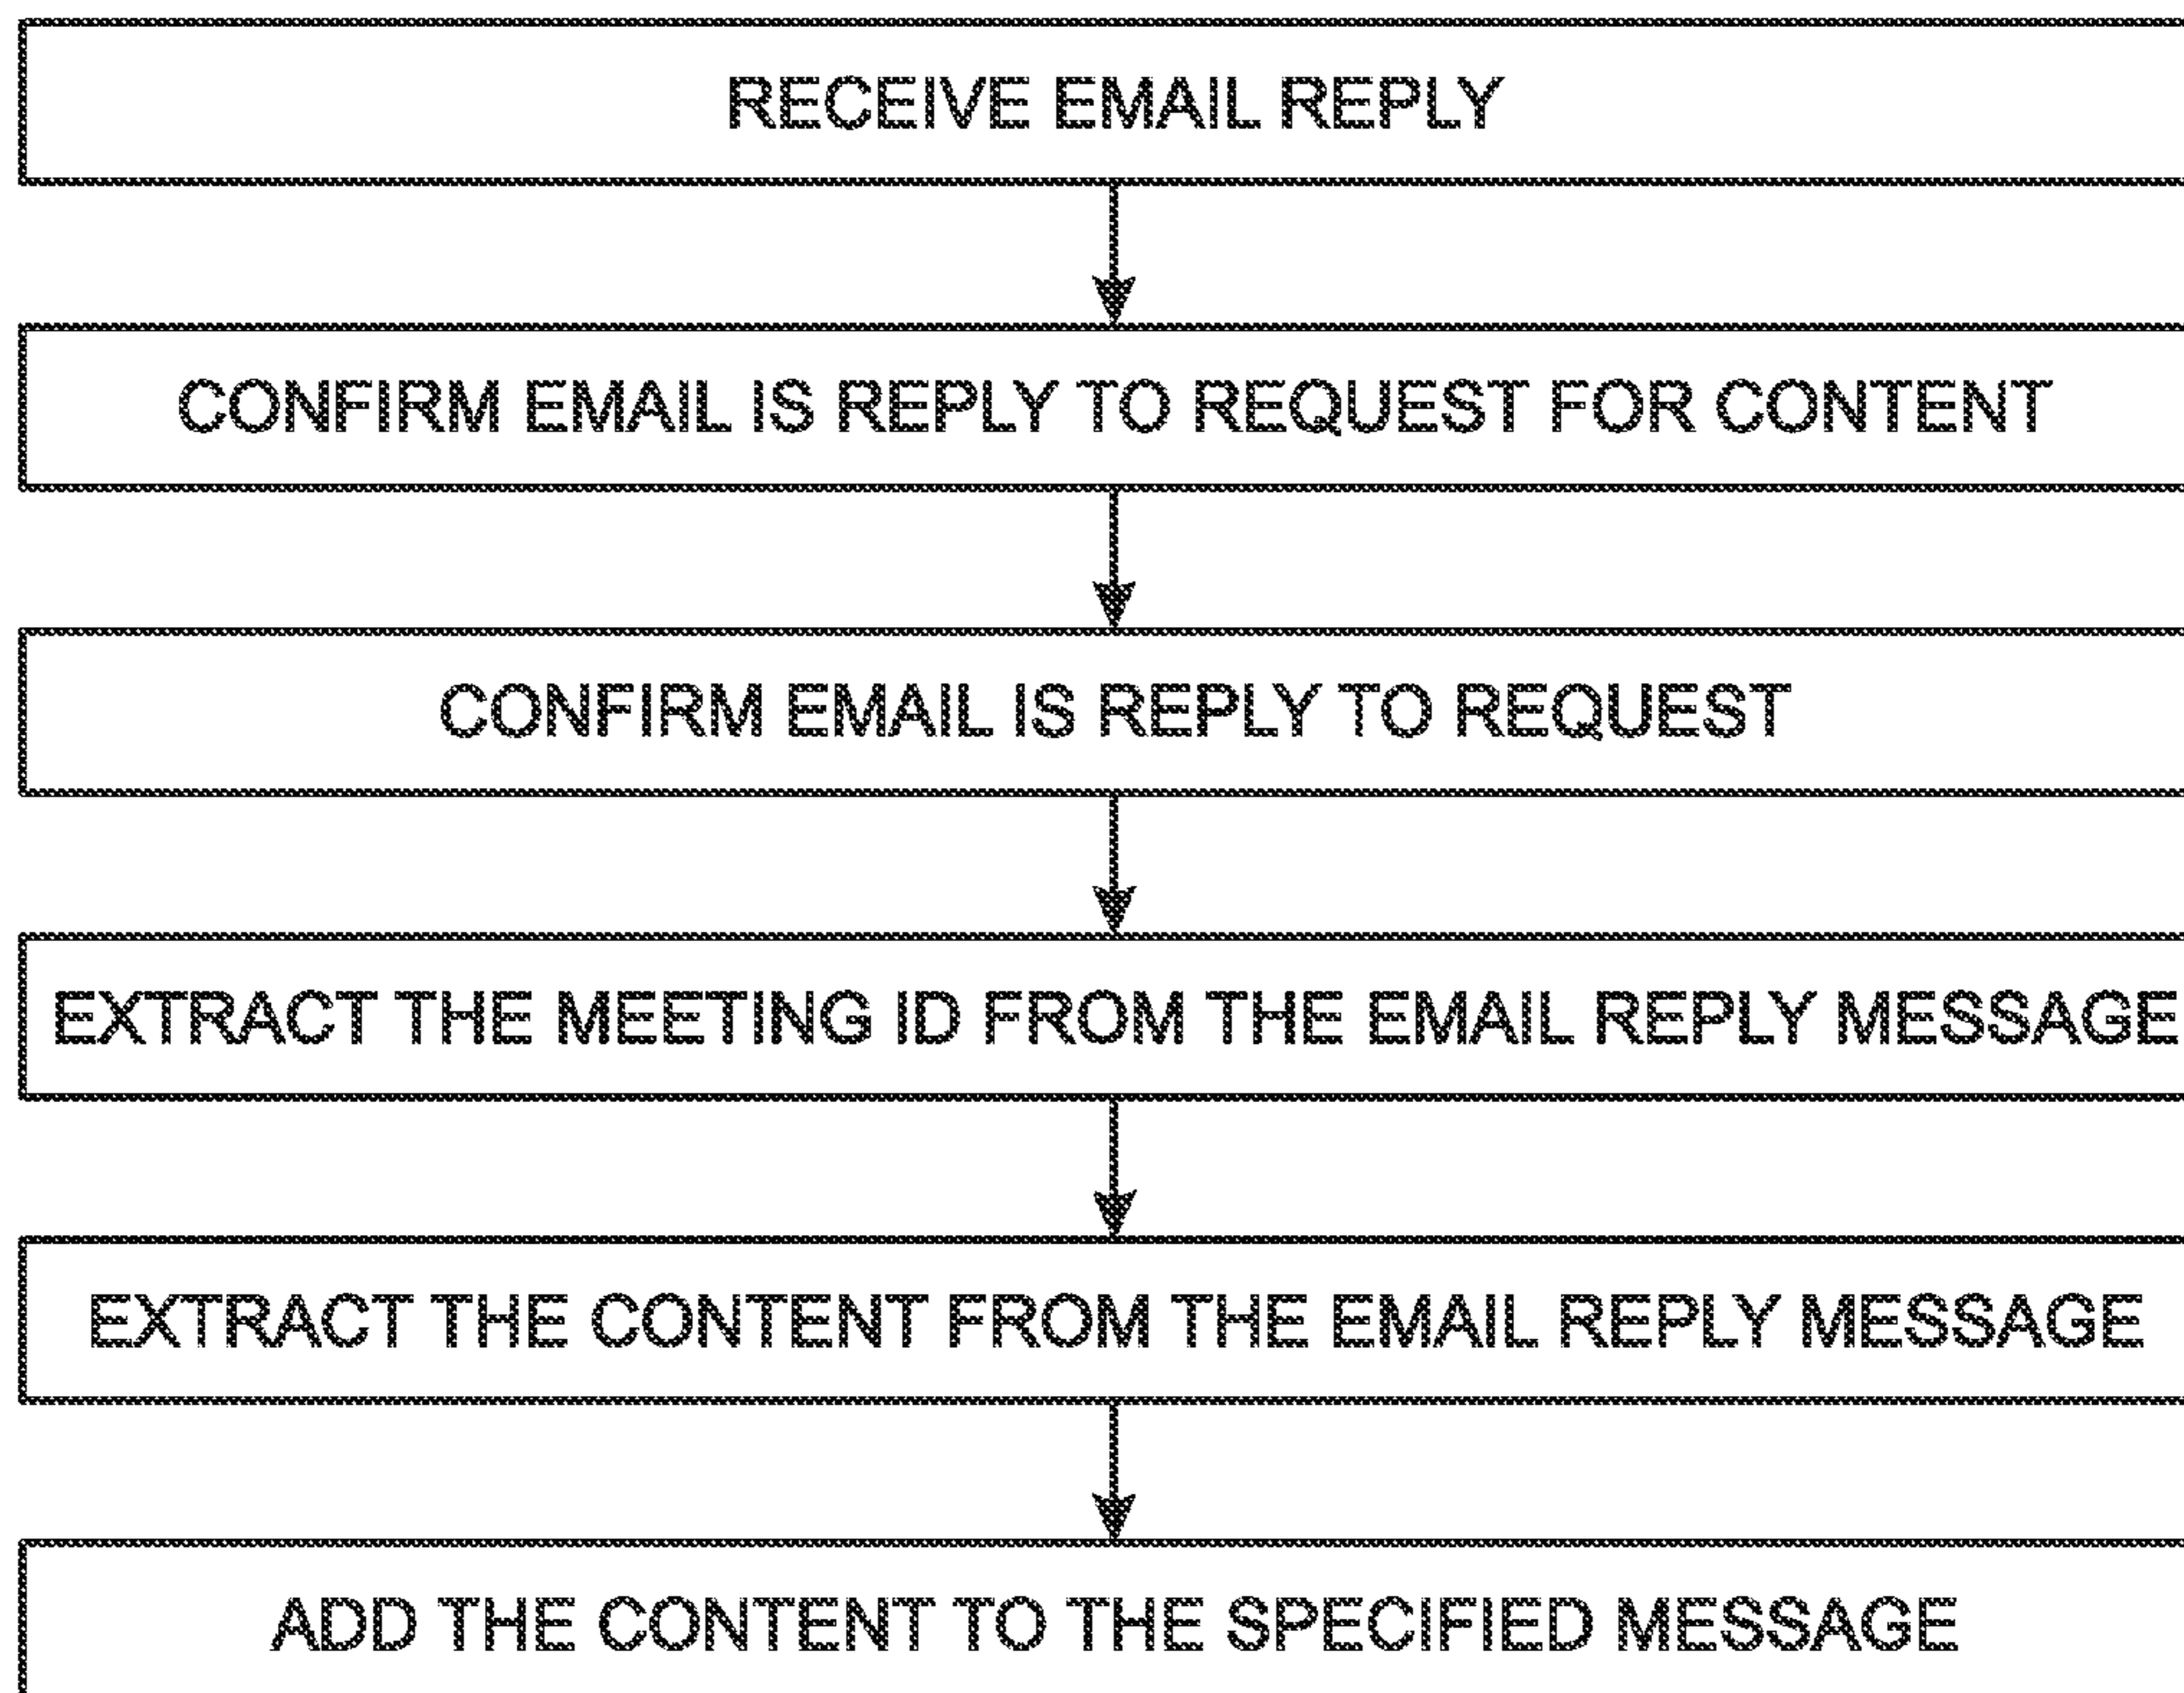 RECEIVE EMAIL REPLY
CONFIRM EMAIL IS REPLY TO REQUEST FOR CONTENT
CONFIRM EMAIL IS REPLY TO REQUEST
EXTRACT THE MEETING ID FROM THE EMAIL REPLY MESSAGE
EXTRACT THE CONTENT FROM THE EMAIL REPLY MESSAGE
ADD THE CONTENT TO THE SPECIFIED MESSAGE